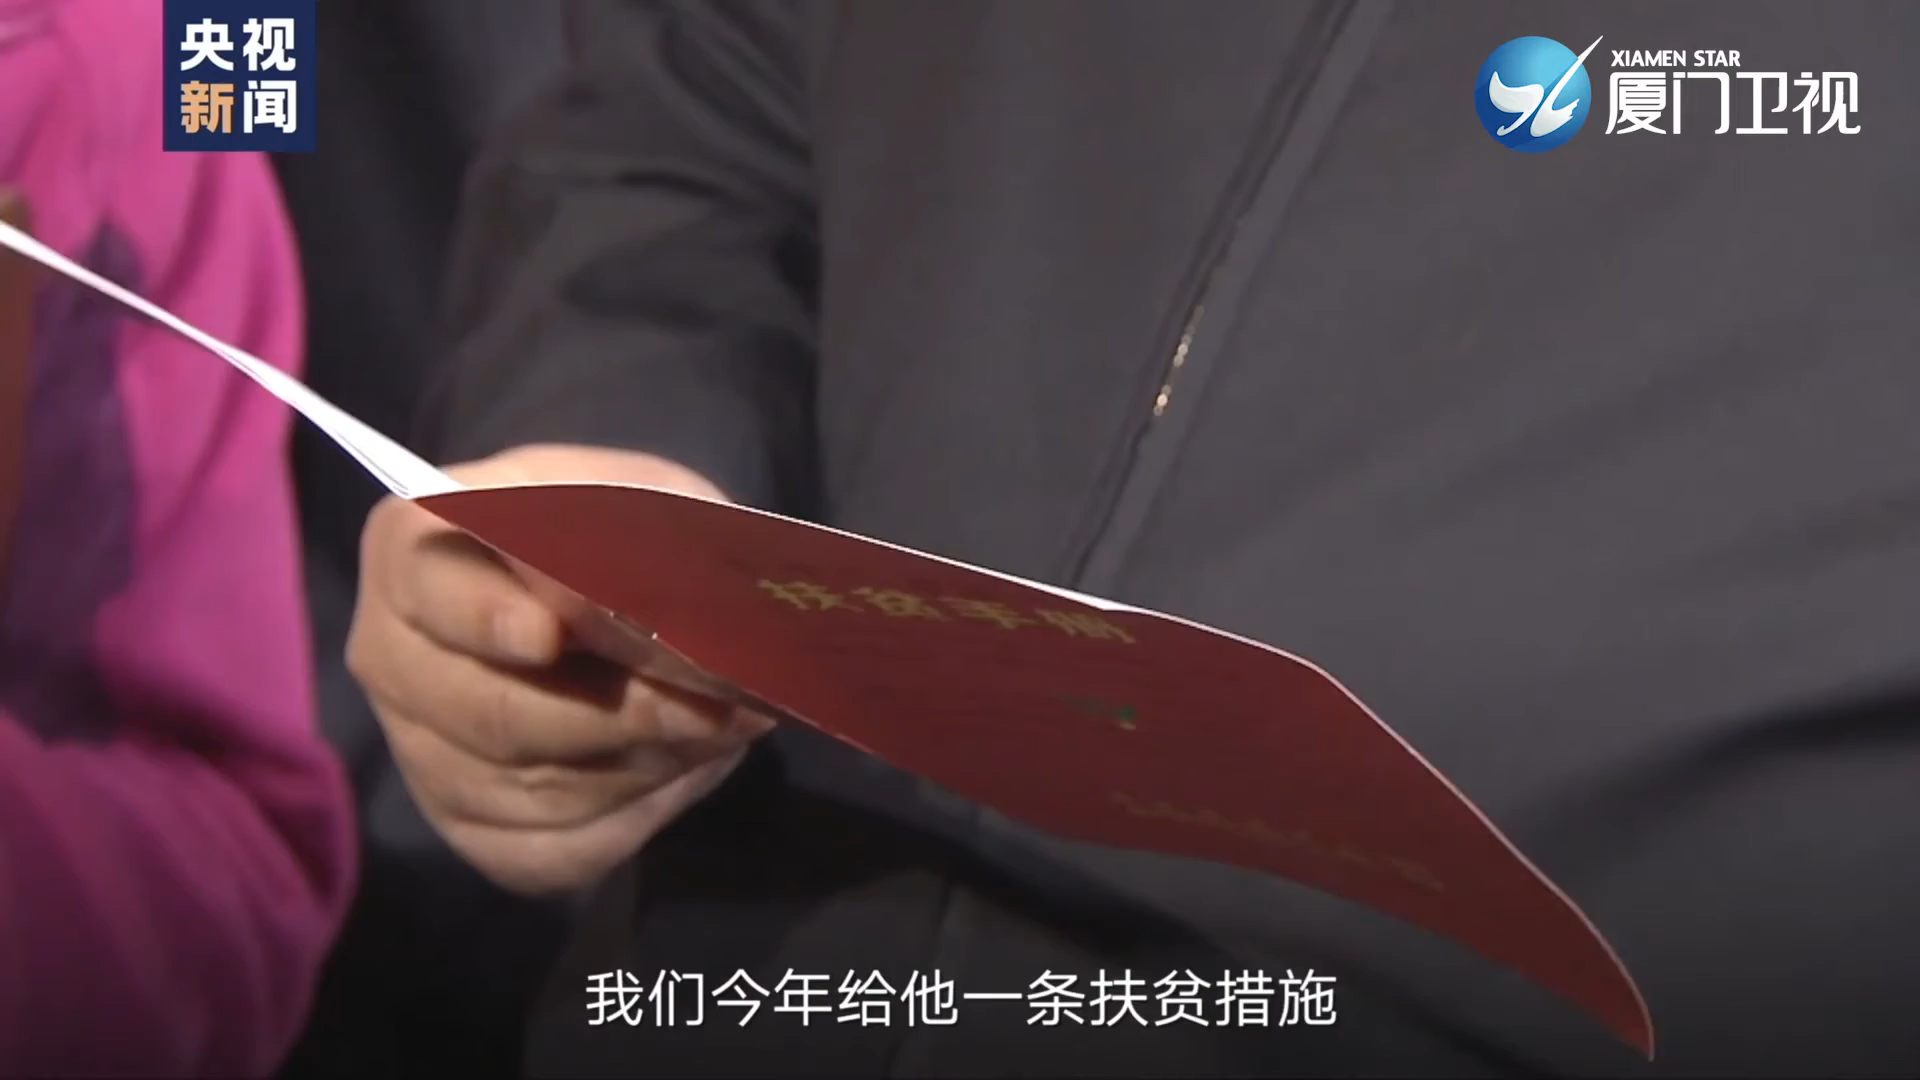 央视
新闻
XIAMEN STAR
厦门卫视
扶贫手册
我们今年给他一条扶贫措施